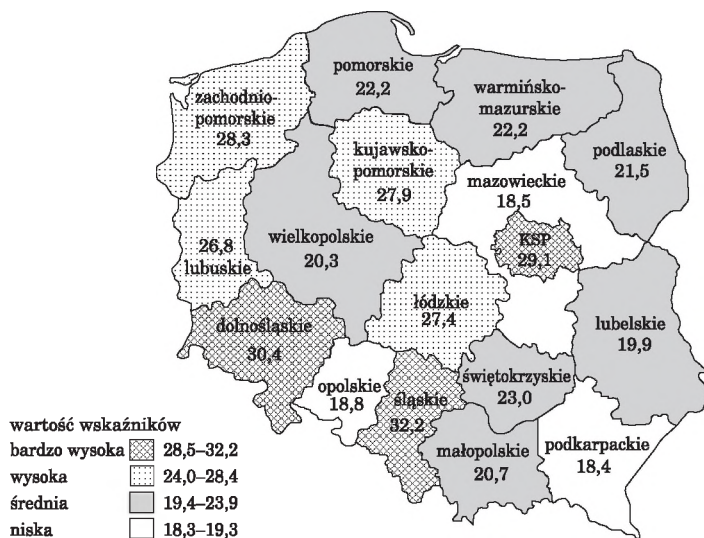 pomorskie
22,2
warmińsko-
mazurskie
22,2
zachodnio-
pomorskie
28,3
kujawsko-
pomorskie
27,9
podlaskie
21,5
mazowieckie
18,5
KSP
29,1
26,8
lubuskie
wielkopolskie
20,3
łódzkie
27,4
lubelskie
19,9
dolnośląskie
30,4
opolskie
18,8
śląskie
32,2
świętokrzyskie
23,0
małopolskie
20,7
podkarpackie
18,4
wartość wskaźników
bardzo wysoka 28,5–32,2
wysoka 24,0–28,4
średnia 19,4–23,9
niska 18,3–19,3